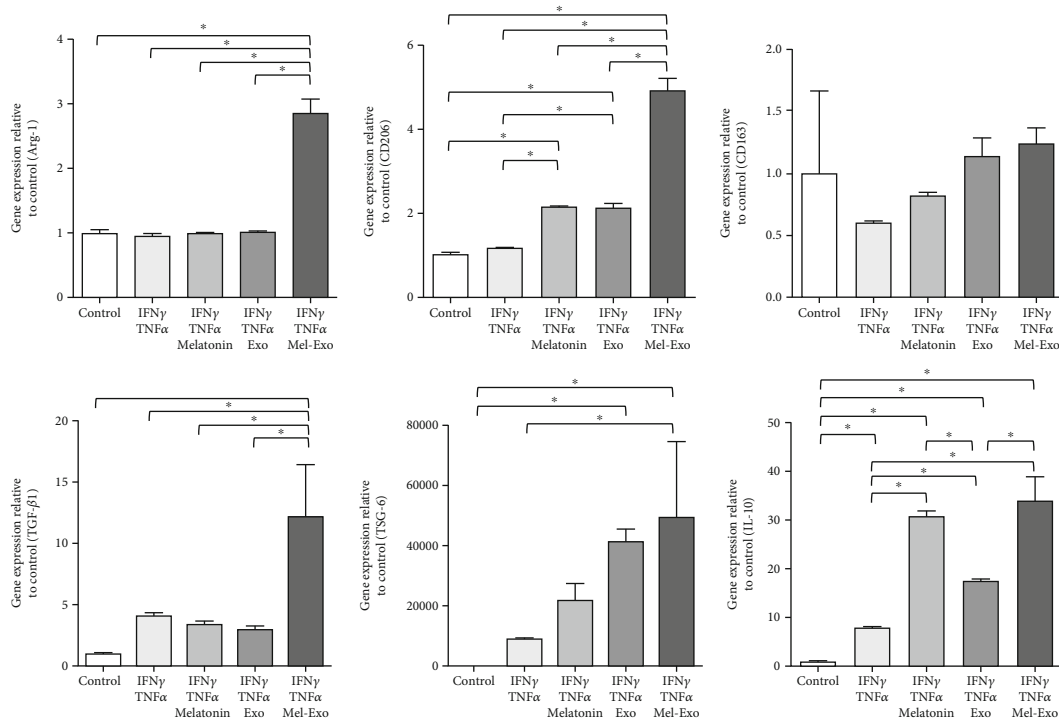 Gene expression relative
to control (Arg-1)
4
3
2
1
0
*
*
*
*
Control
IFNγ
TNFα
IFNγ
TNFα
Melatonin
IFNγ
TNFα
Exo
IFNγ
TNFα
Mel-Exo
Gene expression relative
to control (CD206)
6
4
2
0
*
*
*
*
*
*
*
*
Control
IFNγ
TNFα
IFNγ
TNFα
Melatonin
IFNγ
TNFα
Exo
IFNγ
TNFα
Mel-Exo
Gene expression relative
to control (CD163)
2.0
1.5
1.0
0.5
0.0
Control
IFNγ
TNFα
IFNγ
TNFα
Melatonin
IFNγ
TNFα
Exo
IFNγ
TNFα
Mel-Exo
Gene expression relative
to control (TGF-β1)
20
15
10
5
0
*
*
*
*
Control
IFNγ
TNFα
IFNγ
TNFα
Melatonin
IFNγ
TNFα
Exo
IFNγ
TNFα
Mel-Exo
Gene expression relative
to control (TSG-6)
80000
60000
40000
20000
0
*
*
*
Control
IFNγ
TNFα
IFNγ
TNFα
Melatonin
IFNγ
TNFα
Exo
IFNγ
TNFα
Mel-Exo
Gene expression relative
to control (IL-10)
50
40
30
20
10
0
*
*
*
*
*
*
*
*
*
Control
IFNγ
TNFα
IFNγ
TNFα
Melatonin
IFNγ
TNFα
Exo
IFNγ
TNFα
Mel-Exo